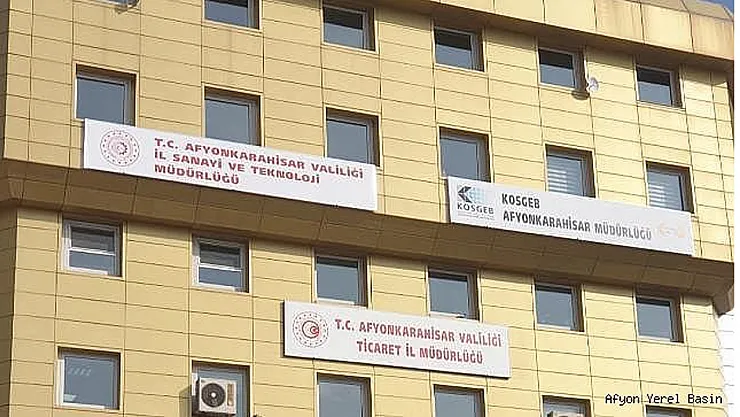 T.C. AFYONKARAHİSAR VALİLİĞİ
İL SANAYİ VE TEKNOLOJİ
MÜDÜRLÜĞÜ
KOSGEB
KOSGEB
AFYONKARAHİSAR MÜDÜRLÜĞÜ
T.C. AFYONKARAHİSAR VALİLİĞİ
TİCARET İL MÜDÜRLÜĞÜ
Afyon Yerel Basin